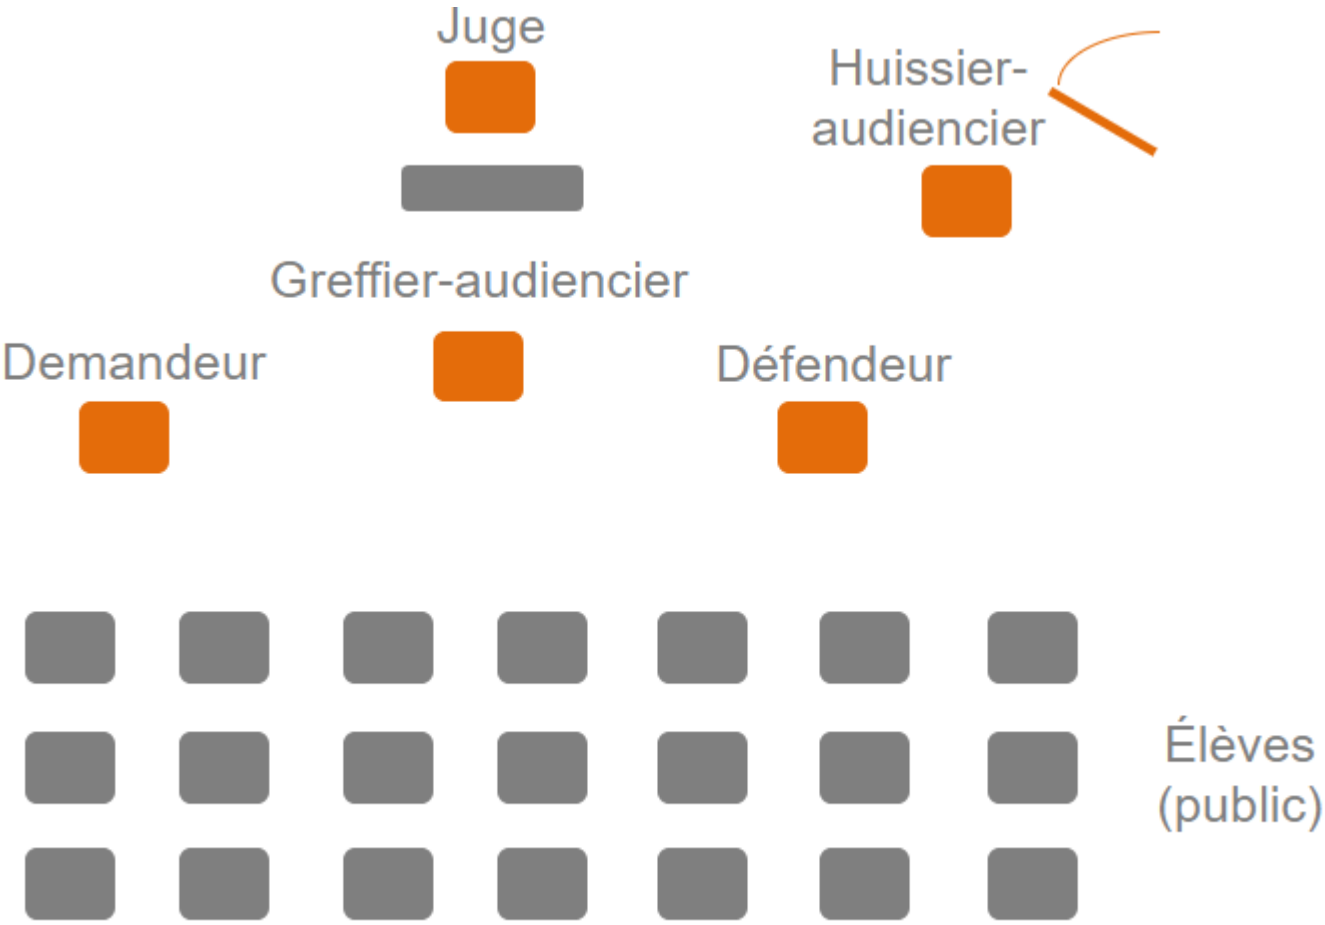 Juge
Huissier-
audiencier
Greffier-audiencier
Demandeur
Défendeur
Élèves
(public)